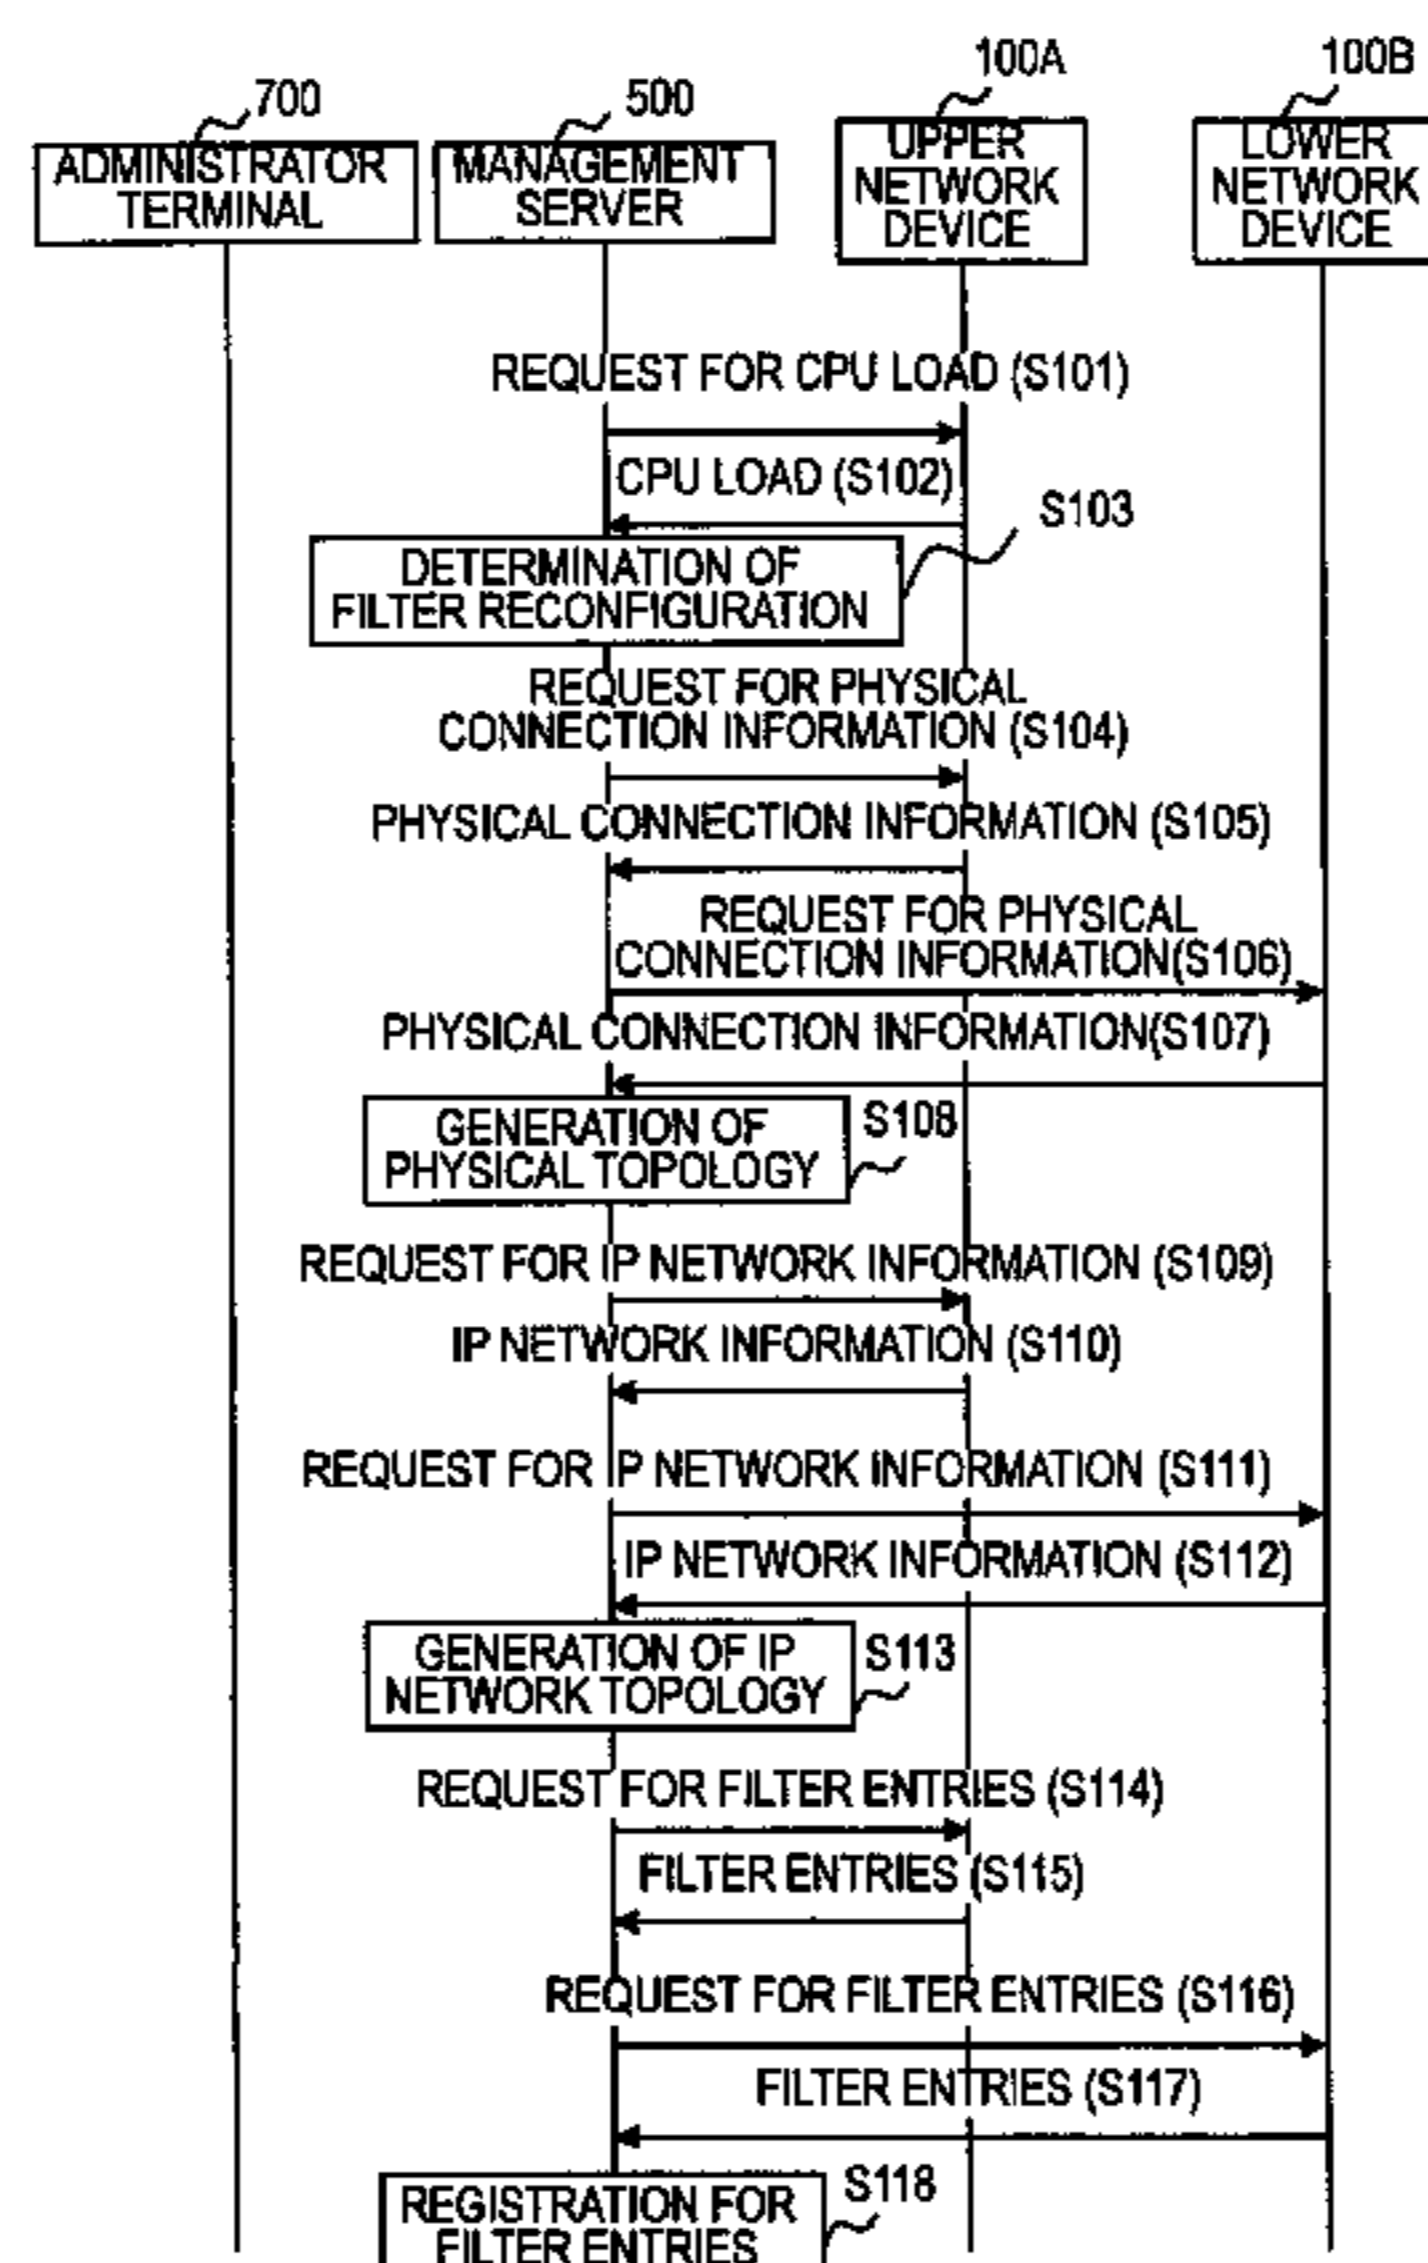 700
500
100A
100B
ADMINISTRATOR
TERMINAL
MANAGEMENT
SERVER
UPPER
NETWORK
DEVICE
LOWER
NETWORK
DEVICE
REQUEST FOR CPU LOAD (S101)
CPU LOAD (S102)
S103
DETERMINATION OF
FILTER RECONFIGURATION
REQUEST FOR PHYSICAL
CONNECTION INFORMATION (S104)
PHYSICAL CONNECTION INFORMATION (S105)
REQUEST FOR PHYSICAL
CONNECTION INFORMATION(S106)
PHYSICAL CONNECTION INFORMATION(S107)
S108
GENERATION OF
PHYSICAL TOPOLOGY
REQUEST FOR IP NETWORK INFORMATION (S109)
IP NETWORK INFORMATION (S110)
REQUEST FOR IP NETWORK INFORMATION (S111)
IP NETWORK INFORMATION (S112)
GENERATION OF IP
NETWORK TOPOLOGY
S113
REQUEST FOR FILTER ENTRIES (S114)
FILTER ENTRIES (S115)
REQUEST FOR FILTER ENTRIES (S116)
FILTER ENTRIES (S117)
S118
REGISTRATION FOR
FILTER ENTRIES